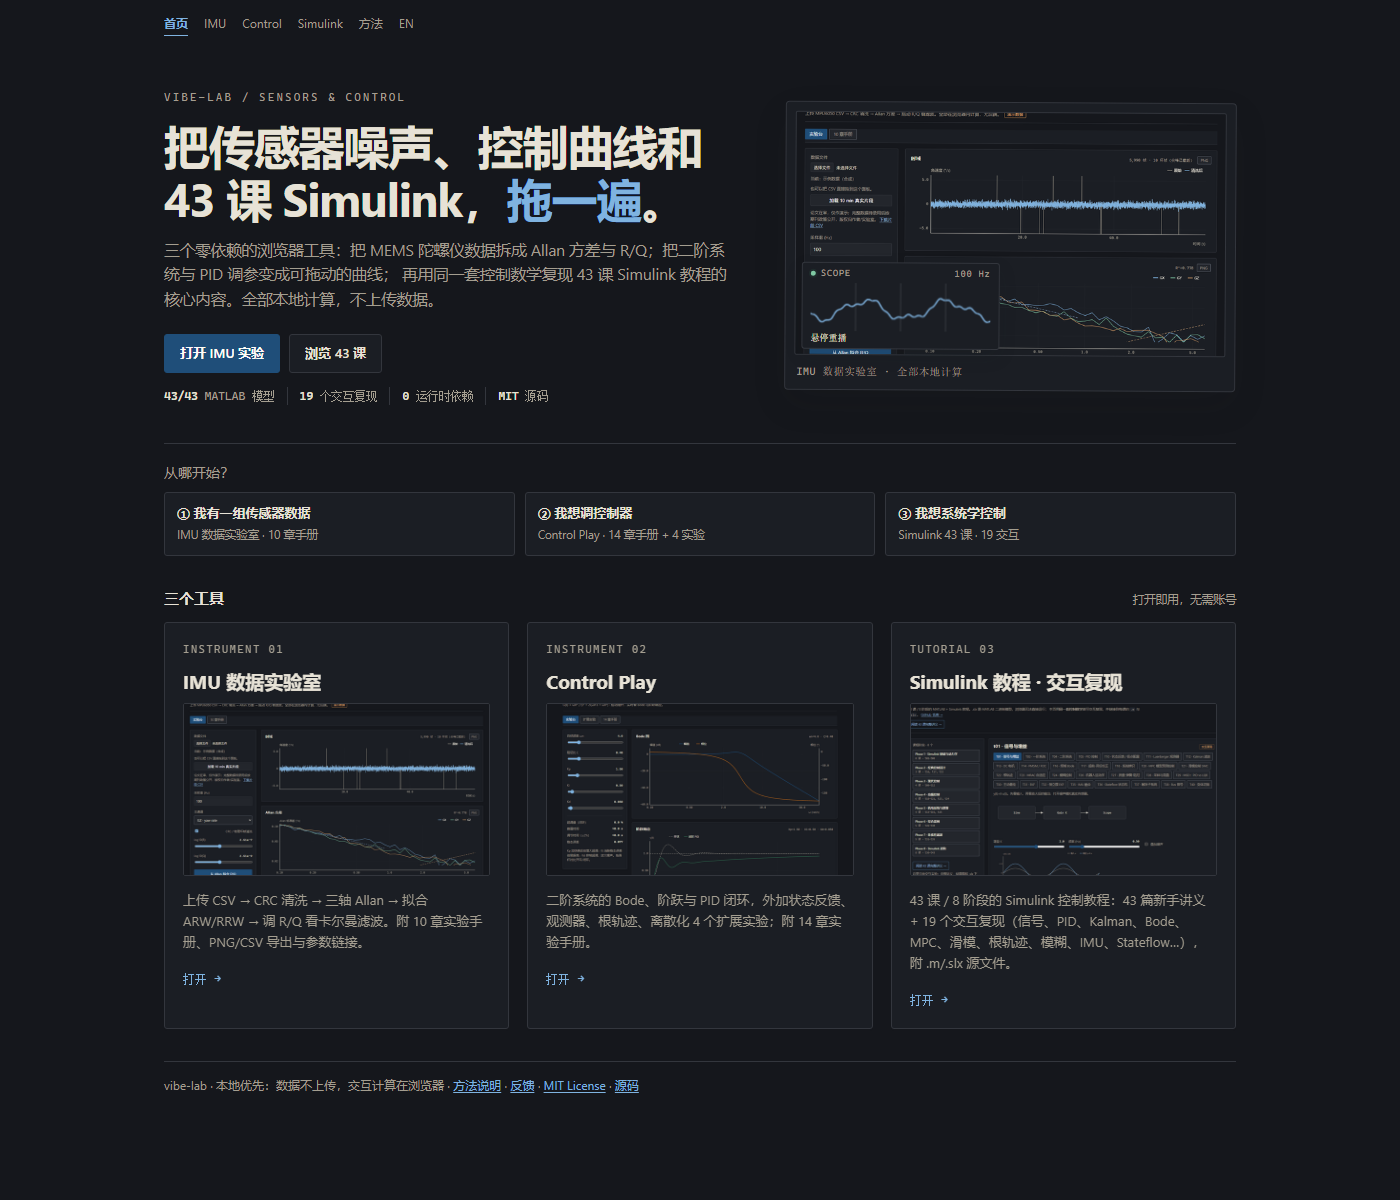 首页 IMU Control Simulink 方法 EN
VIBE-LAB / SENSORS & CONTROL
把传感器噪声、控制曲线和
43 课 Simulink，拖一遍。
三个零依赖的浏览器工具：把 MEMS 陀螺仪数据拆成 Allan 方差与 R/Q；把二阶系
统与 PID 调参变成可拖动的曲线； 再用同一套控制数学复现 43 课 Simulink 教程的
核心内容。全部本地计算，不上传数据。
打开 IMU 实验 浏览 43 课
43/43 MATLAB 模型 19 个交互复现 0 运行时依赖 MIT 源码
SCOPE 100 Hz
悬停重播
IMU 数据实验室 · 全部本地计算
从哪开始？
① 我有一组传感器数据
IMU 数据实验室 · 10 章手册
② 我想调控制器
Control Play · 14 章手册 + 4 实验
③ 我想系统学控制
Simulink 43 课 · 19 交互
三个工具
打开即用，无需账号
INSTRUMENT 01
IMU 数据实验室
上传 CSV → CRC 清洗 → 三轴 Allan → 拟合
ARW/RRW → 调 R/Q 看卡尔曼滤波。附 10 章实验手
册、PNG/CSV 导出与参数链接。
打开 →
INSTRUMENT 02
Control Play
二阶系统的 Bode、阶跃与 PID 闭环，外加状态反馈、
观测器、根轨迹、离散化 4 个扩展实验；附 14 章实
验手册。
打开 →
TUTORIAL 03
Simulink 教程 · 交互复现
43 课 / 8 阶段的 Simulink 控制教程：43 篇新手讲义
+ 19 个交互复现（信号、PID、Kalman、Bode、
MPC、滑模、根轨迹、模糊、IMU、Stateflow…），
附 .m/.slx 源文件。
打开 →
vibe-lab · 本地优先：数据不上传，交互计算在浏览器 · 方法说明 · 反馈 · MIT License · 源码